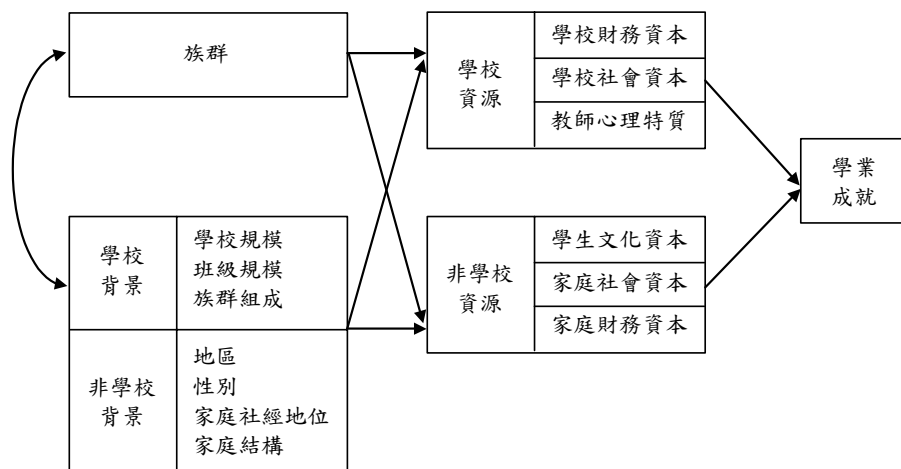 族群
學校
背景
學校規模
班級規模
族群組成
非學校
背景
地區
性別
家庭社經地位
家庭結構
學校
資源
學校財務資本
學校社會資本
教師心理特質
非學校
資源
學生文化資本
家庭社會資本
家庭財務資本
學業
成就